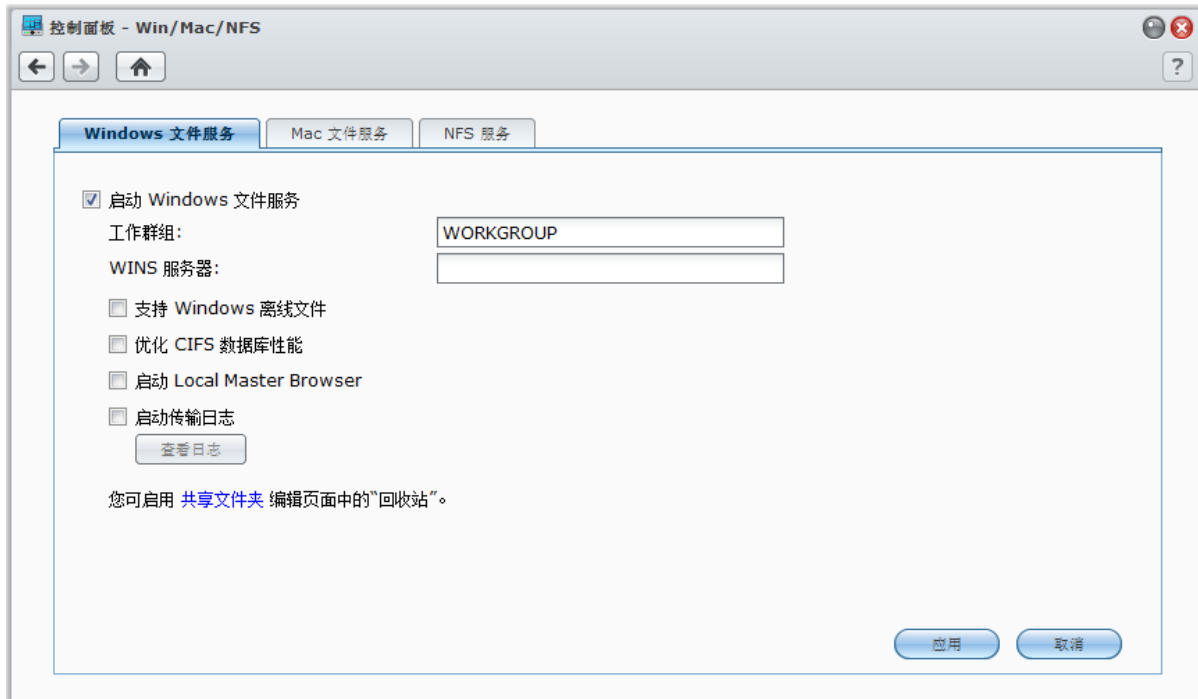 控制面板 - Win/Mac/NFS
?
Windows 文件服务 Mac 文件服务 NFS 服务
启动 Windows 文件服务
工作群组: WORKGROUP
WINS 服务器:
支持 Windows 离线文件
优化 CIFS 数据库性能
启动 Local Master Browser
启动传输日志
查看日志
您可启用 共享文件夹 编辑页面中的“回收站”。
应用 取消